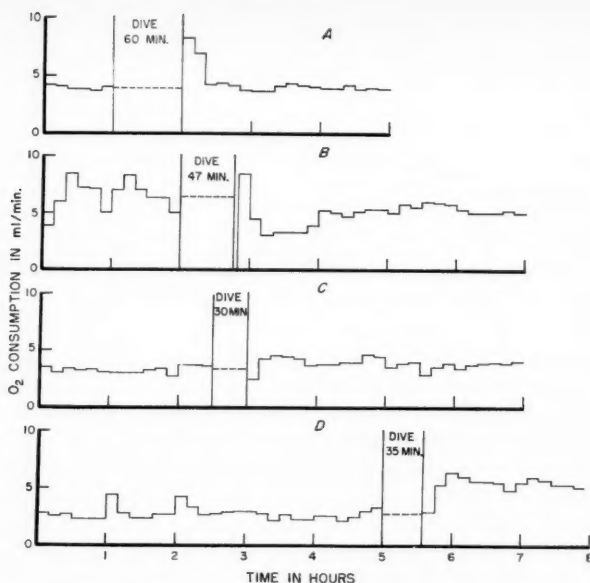 A
DIVE
60 MIN.
10
5
0
B
DIVE
47 MIN.
10
5
0
C
DIVE
30 MIN.
10
5
0
D
DIVE
35 MIN.
10
5
0
1 2 3 4 5 6 7 8
TIME IN HOURS
O₂ CONSUMPTION IN ml/min.